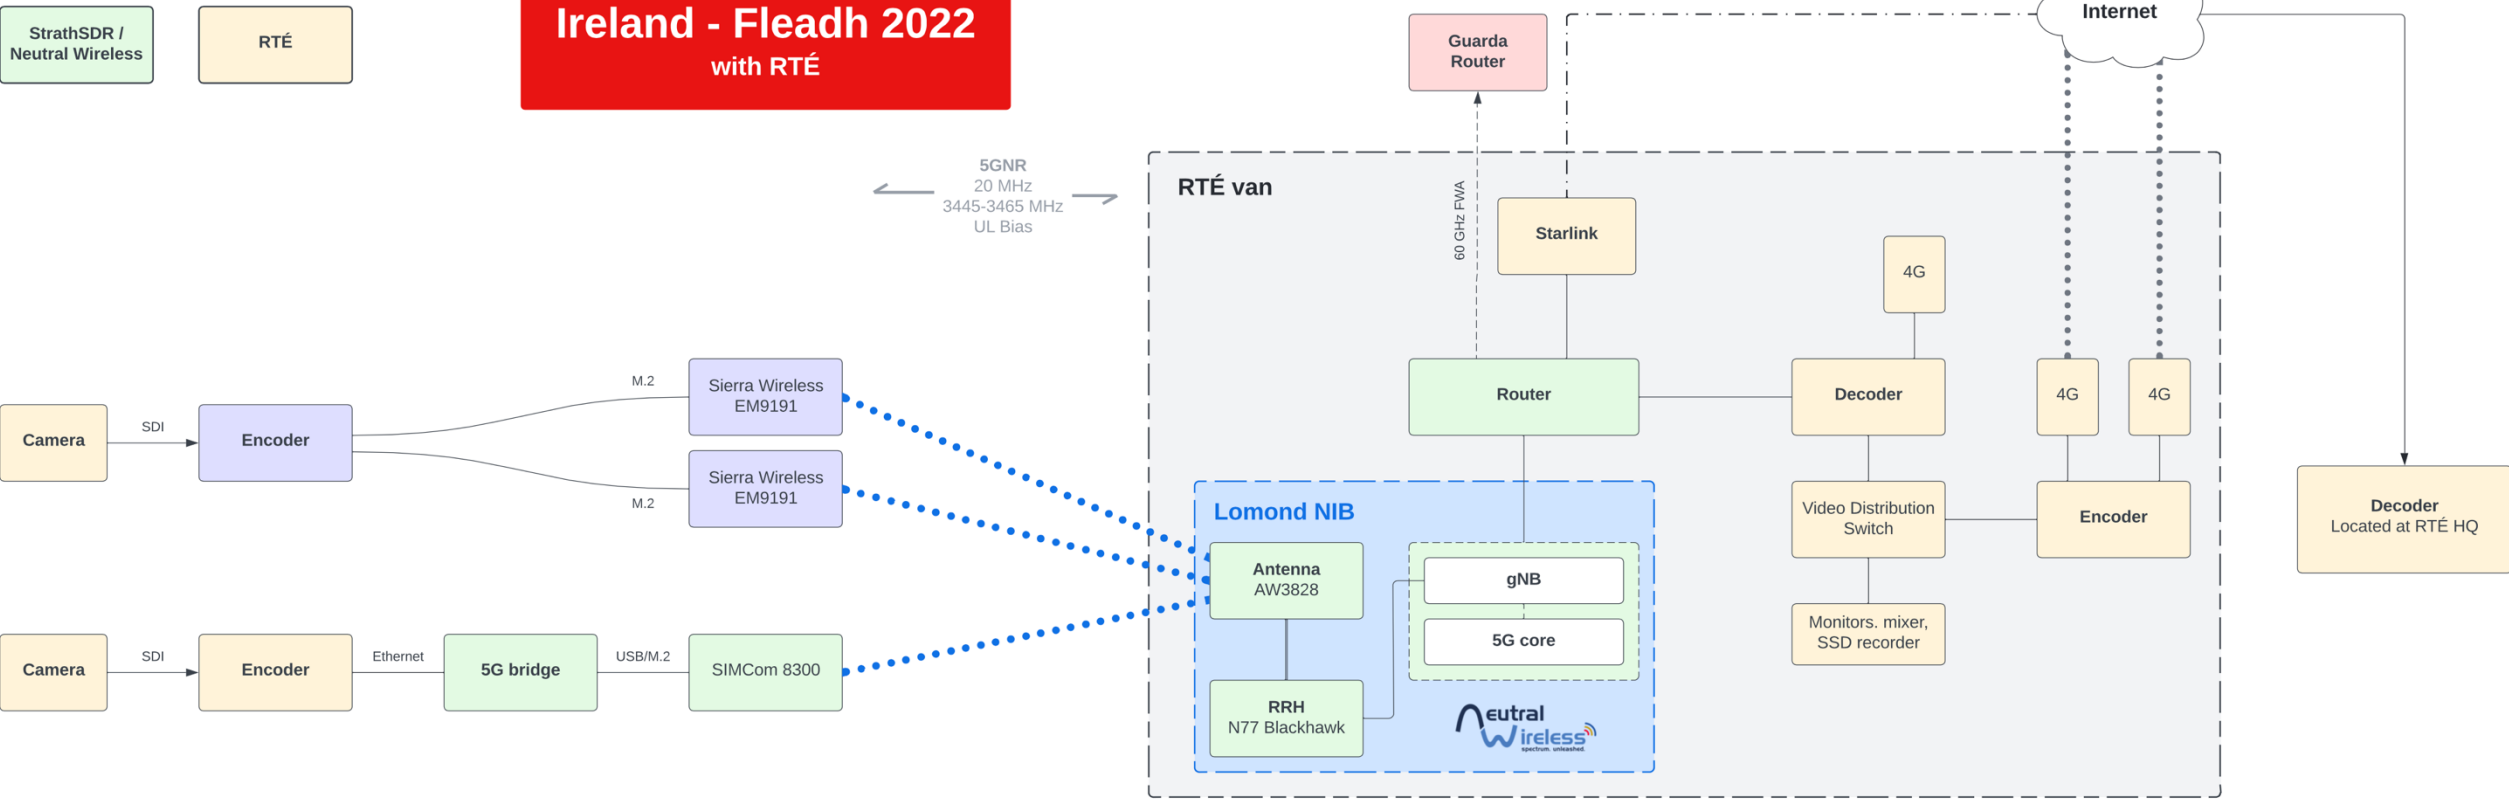 StrathSDR /
Neutral Wireless
RTÉ
Ireland - Fleadh 2022
with RTÉ
Guarda
Router
Internet
5GNR
20 MHz
3445-3465 MHz
UL Bias
RTÉ van
60 GHz FWA
Starlink
4G
Camera
SDI
Encoder
M.2
Sierra Wireless
EM9191
M.2
Sierra Wireless
EM9191
Router
Decoder
4G
4G
Lomond NIB
Video Distribution
Switch
Encoder
Decoder
Located at RTÉ HQ
Antenna
AW3828
gNB
5G core
Monitors. mixer,
SSD recorder
Camera
SDI
Encoder
Ethernet
5G bridge
USB/M.2
SIMCom 8300
RRH
N77 Blackhawk
Neutral
Wireless
spectrum. unleashed.